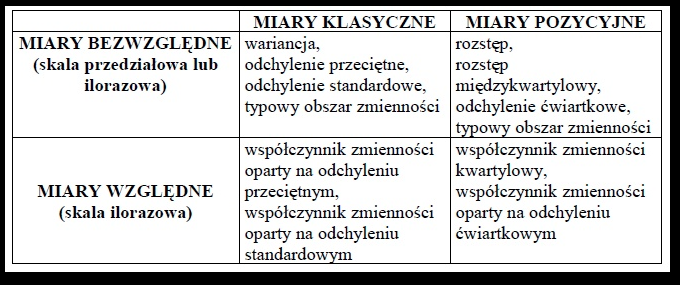 MIARY KLASYCZNE
MIARY POZYCYJNE
MIARY BEZWZGLĘDNE
(skala przedziałowa lub
ilorazowa)
wariancja,
odchylenie przeciętne,
odchylenie standardowe,
typowy obszar zmienności
rozstęp,
rozstęp
międzykwartylowy,
odchylenie ćwiartkowe,
typowy obszar zmienności
MIARY WZGLĘDNE
(skala ilorazowa)
współczynnik zmienności
oparty na odchyleniu
przeciętnym,
współczynnik zmienności
oparty na odchyleniu
standardowym
współczynnik zmienności
kwartylowy,
współczynnik zmienności
oparty na odchyleniu
ćwiartkowym